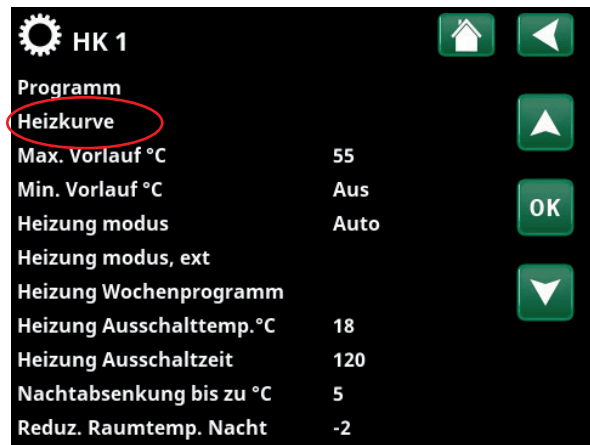 HK 1
Programm
Heizkurve
Max. Vorlauf °C 55
Min. Vorlauf °C Aus
Heizung modus Auto
OK
Heizung modus, ext
Heizung Wochenprogramm
Heizung Ausschalttemp.°C 18
Heizung Ausschaltzeit 120
Nachtabsenkung bis zu °C 5
Reduz. Raumtemp. Nacht -2